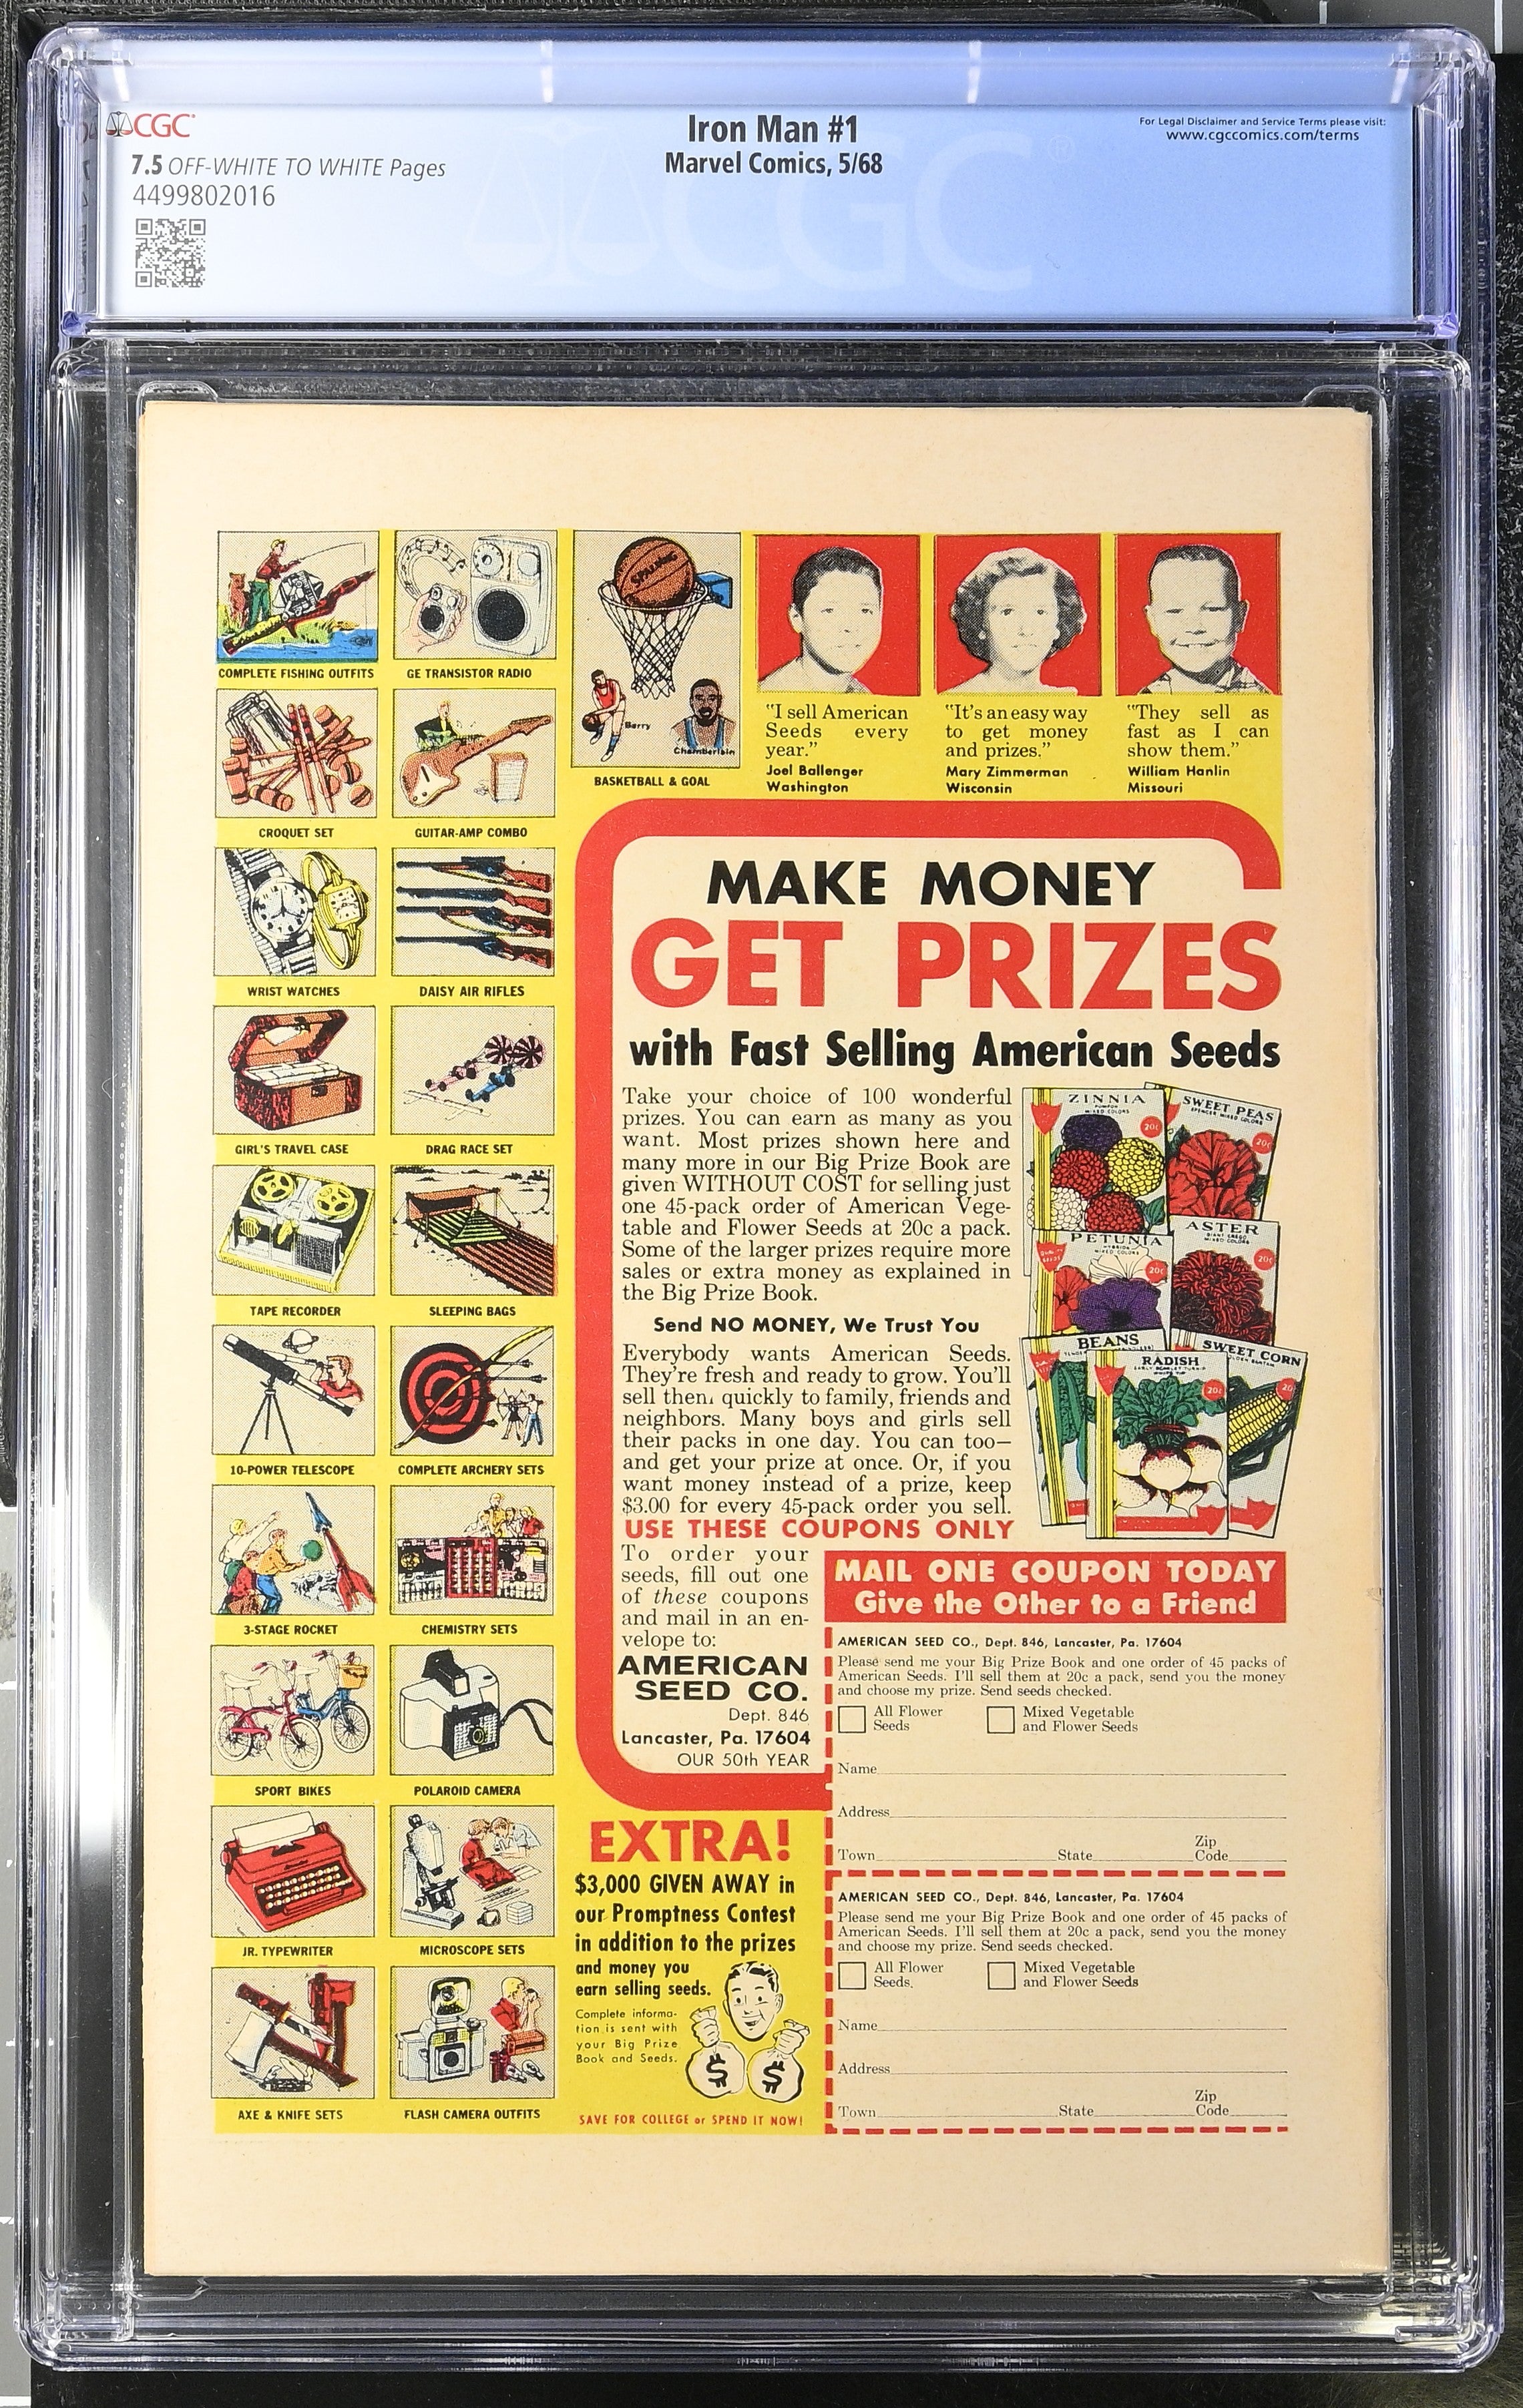 CGC
7.5 OFF-WHITE TO WHITE Pages
4499802016
Iron Man #1
Marvel Comics, 5/68
For Legal Disclaimer and Service Terms please visit:
www.cgccomics.com/terms
CGC
COMPLETE FISHING OUTFITS
GE TRANSISTOR RADIO
SPALDING
Barry
Chamberlain
BASKETBALL & GOAL
"I sell American
Seeds every
year."
Joel Ballenger
Washington
"It's an easy way
to get money
and prizes."
Mary Zimmerman
Wisconsin
"They sell as
fast as I can
show them."
William Hanlin
Missouri
CROQUET SET
GUITAR-AMP COMBO
WRIST WATCHES
DAISY AIR RIFLES
GIRL'S TRAVEL CASE
DRAG RACE SET
TAPE RECORDER
SLEEPING BAGS
10-POWER TELESCOPE
COMPLETE ARCHERY SETS
3-STAGE ROCKET
CHEMISTRY SETS
SPORT BIKES
POLAROID CAMERA
JR. TYPEWRITER
MICROSCOPE SETS
AXE & KNIFE SETS
FLASH CAMERA OUTFITS
MAKE MONEY
GET PRIZES
with Fast Selling American Seeds
Take your choice of 100 wonderful
prizes. You can earn as many as you
want. Most prizes shown here and
many more in our Big Prize Book are
given WITHOUT COST for selling just
one 45-pack order of American Vege-
table and Flower Seeds at 20c a pack.
Some of the larger prizes require more
sales or extra money as explained in
the Big Prize Book.
Send NO MONEY, We Trust You
Everybody wants American Seeds.
They're fresh and ready to grow. You'll
sell them quickly to family, friends and
neighbors. Many boys and girls sell
their packs in one day. You can too—
and get your prize at once. Or, if you
want money instead of a prize, keep
$3.00 for every 45-pack order you sell.
USE THESE COUPONS ONLY
ZINNIA
MIXED COLORS
20c
SWEET PEAS
SPENCER MIXED COLORS
20c
PETUNIA
MIXED COLORS
20c
ASTER
MIXED COLORS
20c
BEANS
RADISH
20c
SWEET CORN
20c
To order your
seeds, fill out one
of these coupons
and mail in an en-
velope to:
AMERICAN
SEED CO.
Dept. 846
Lancaster, Pa. 17604
OUR 50th YEAR
MAIL ONE COUPON TODAY
Give the Other to a Friend
AMERICAN SEED CO., Dept. 846, Lancaster, Pa. 17604
Please send me your Big Prize Book and one order of 45 packs of
American Seeds. I'll sell them at 20c a pack, send you the money
and choose my prize. Send seeds checked.
All Flower
Seeds
Mixed Vegetable
and Flower Seeds
Name
Address
Zip
Town State Code
AMERICAN SEED CO., Dept. 846, Lancaster, Pa. 17604
Please send me your Big Prize Book and one order of 45 packs of
American Seeds. I'll sell them at 20c a pack, send you the money
and choose my prize. Send seeds checked.
All Flower
Seeds.
Mixed Vegetable
and Flower Seeds
Name
Address
Zip
Town State Code
EXTRA!
$3,000 GIVEN AWAY in
our Promptness Contest
in addition to the prizes
and money you
earn selling seeds.
Complete informa-
tion is sent with
your Big Prize
Book and Seeds.
$ $
SAVE FOR COLLEGE or SPEND IT NOW!